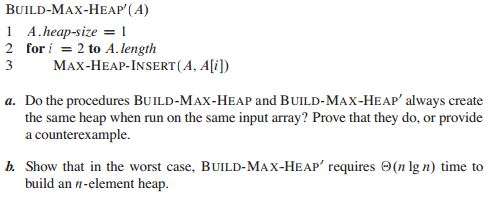 BUILD-MAX-HEAP′(A)
1 A.heap-size = 1
2 for i = 2 to A.length
3 MAX-HEAP-INSERT(A, A[i])
a. Do the procedures BUILD-MAX-HEAP and BUILD-MAX-HEAP′ always create
the same heap when run on the same input array? Prove that they do, or provide
a counterexample.
b. Show that in the worst case, BUILD-MAX-HEAP′ requires Θ(n lg n) time to
build an n-element heap.